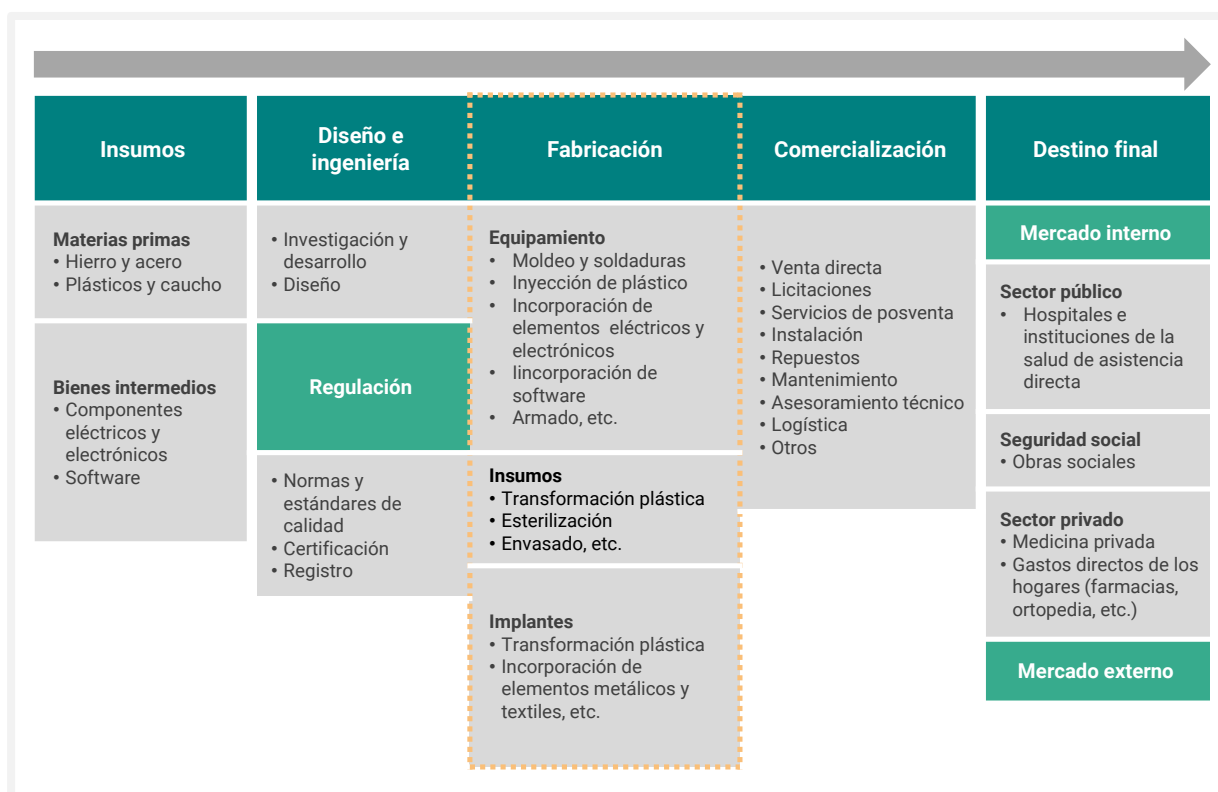 Insumos
Diseño e
ingeniería
Fabricación
Comercialización
Destino final
Materias primas
• Hierro y acero
• Plásticos y caucho
Bienes intermedios
• Componentes
eléctricos y
electrónicos
• Software
• Investigación y
desarrollo
• Diseño
Regulación
• Normas y
estándares de
calidad
• Certificación
• Registro
Equipamiento
• Moldeo y soldaduras
• Inyección de plástico
• Incorporación de
elementos eléctricos y
electrónicos
• Iincorporación de
software
• Armado, etc.
Insumos
• Transformación plástica
• Esterilización
• Envasado, etc.
Implantes
• Transformación plástica
• Incorporación de
elementos metálicos y
textiles, etc.
• Venta directa
• Licitaciones
• Servicios de posventa
• Instalación
• Repuestos
• Mantenimiento
• Asesoramiento técnico
• Logística
• Otros
Mercado interno
Sector público
• Hospitales e
instituciones de la
salud de asistencia
directa
Seguridad social
• Obras sociales
Sector privado
• Medicina privada
• Gastos directos de los
hogares (farmacias,
ortopedia, etc.)
Mercado externo